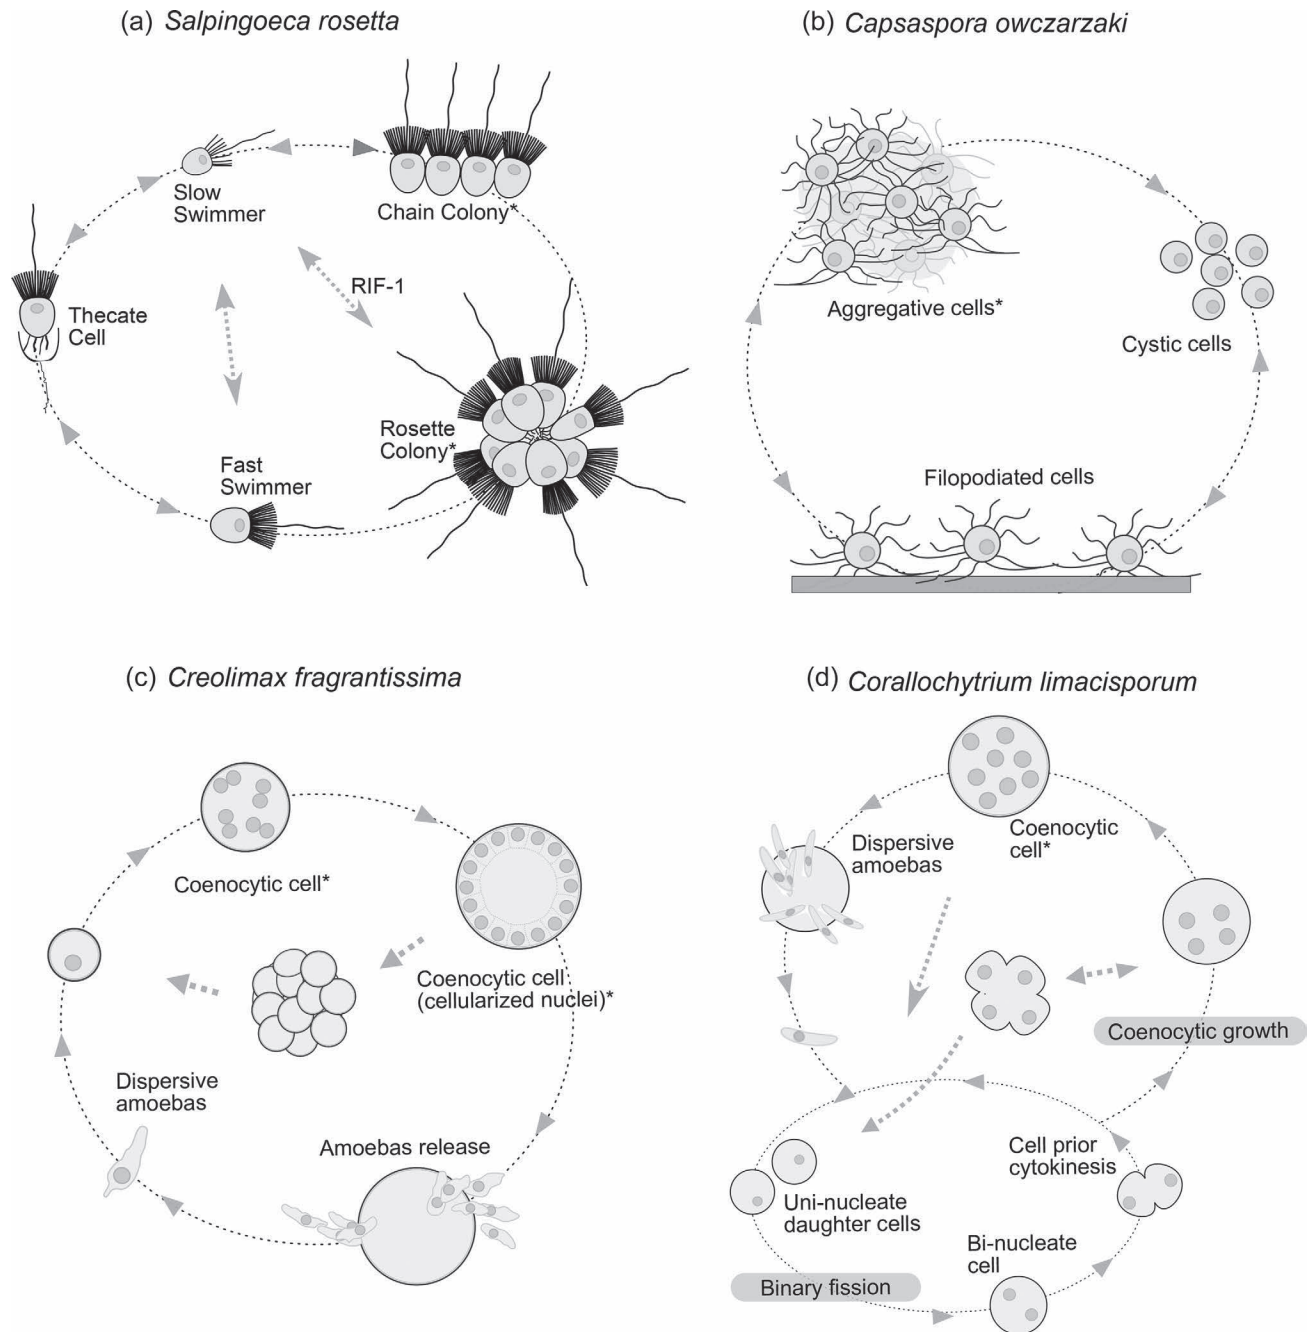 (a) Salpingoeca rosetta
Slow
Swimmer
Chain Colony*
RIF-1
Thecate
Cell
Rosette
Colony*
Fast
Swimmer
(b) Capsaspora owczarzaki
Aggregative cells*
Cystic cells
Filopodiated cells
(c) Creolimax fragrantissima
Coenocytic cell*
Coenocytic cell
(cellularized nuclei)*
Dispersive
amoebas
Amoebas release
(d) Corallochytrium limacisporum
Coenocytic
cell*
Dispersive
amoebas
Coenocytic growth
Cell prior
cytokinesis
Uni-nucleate
daughter cells
Bi-nucleate
cell
Binary fission